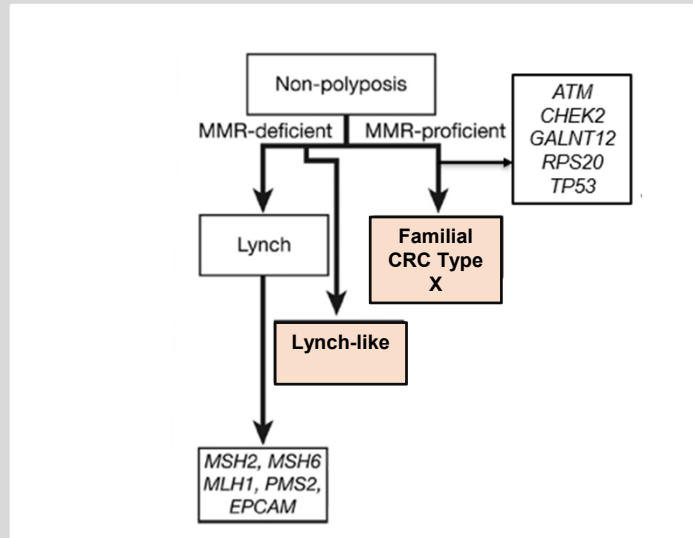 Non-polyposis
MMR-deficient
MMR-proficient
ATM
CHEK2
GALNT12
RPS20
TP53
Lynch
Familial
CRC Type
X
Lynch-like
MSH2, MSH6
MLH1, PMS2,
EPCAM